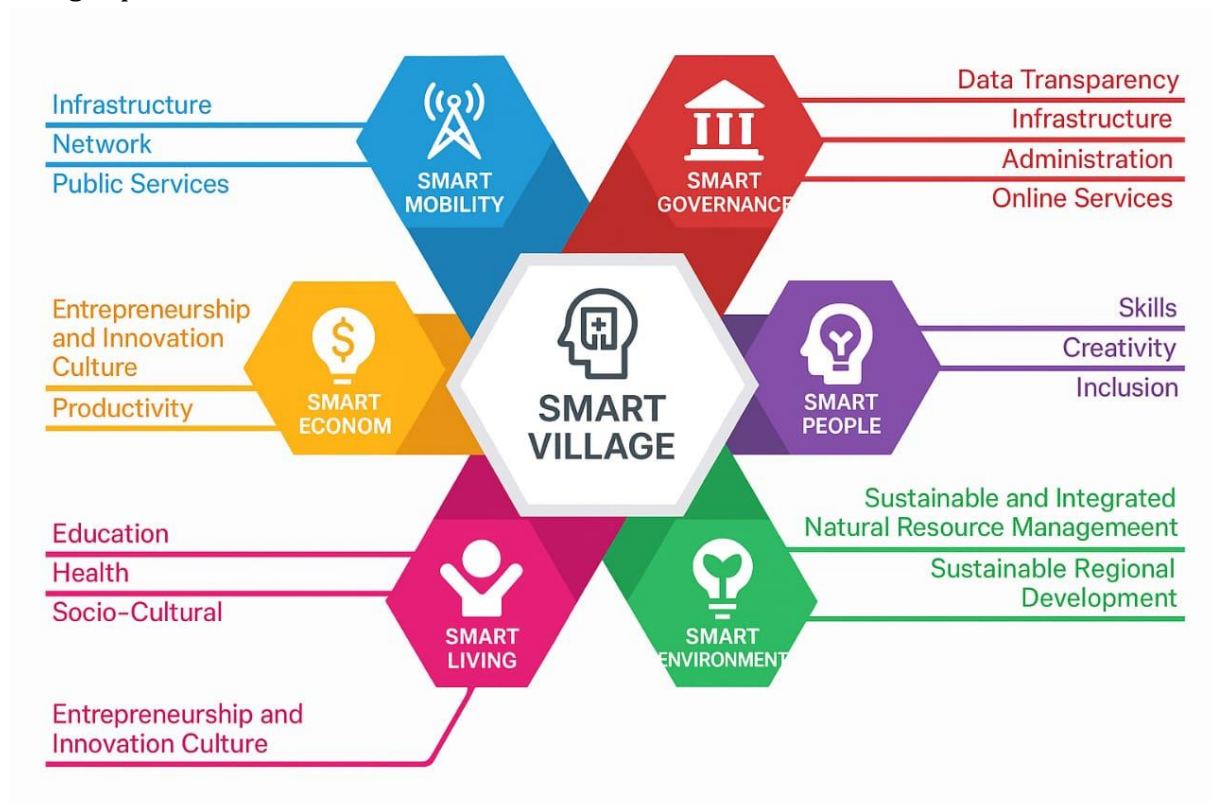 Infrastructure
Network
Public Services
SMART
MOBILITY
SMART
GOVERNANCE
Data Transparency
Infrastructure
Administration
Online Services
Entrepreneurship
and Innovation
Culture
Productivity
SMART
ECONOM
SMART
VILLAGE
SMART
PEOPLE
Skills
Creativity
Inclusion
Education
Health
Socio-Cultural
Entrepreneurship and
Innovation Culture
SMART
LIVING
SMART
ENVIRONMENT
Sustainable and Integrated
Natural Resource Managemeent
Sustainable Regional
Development